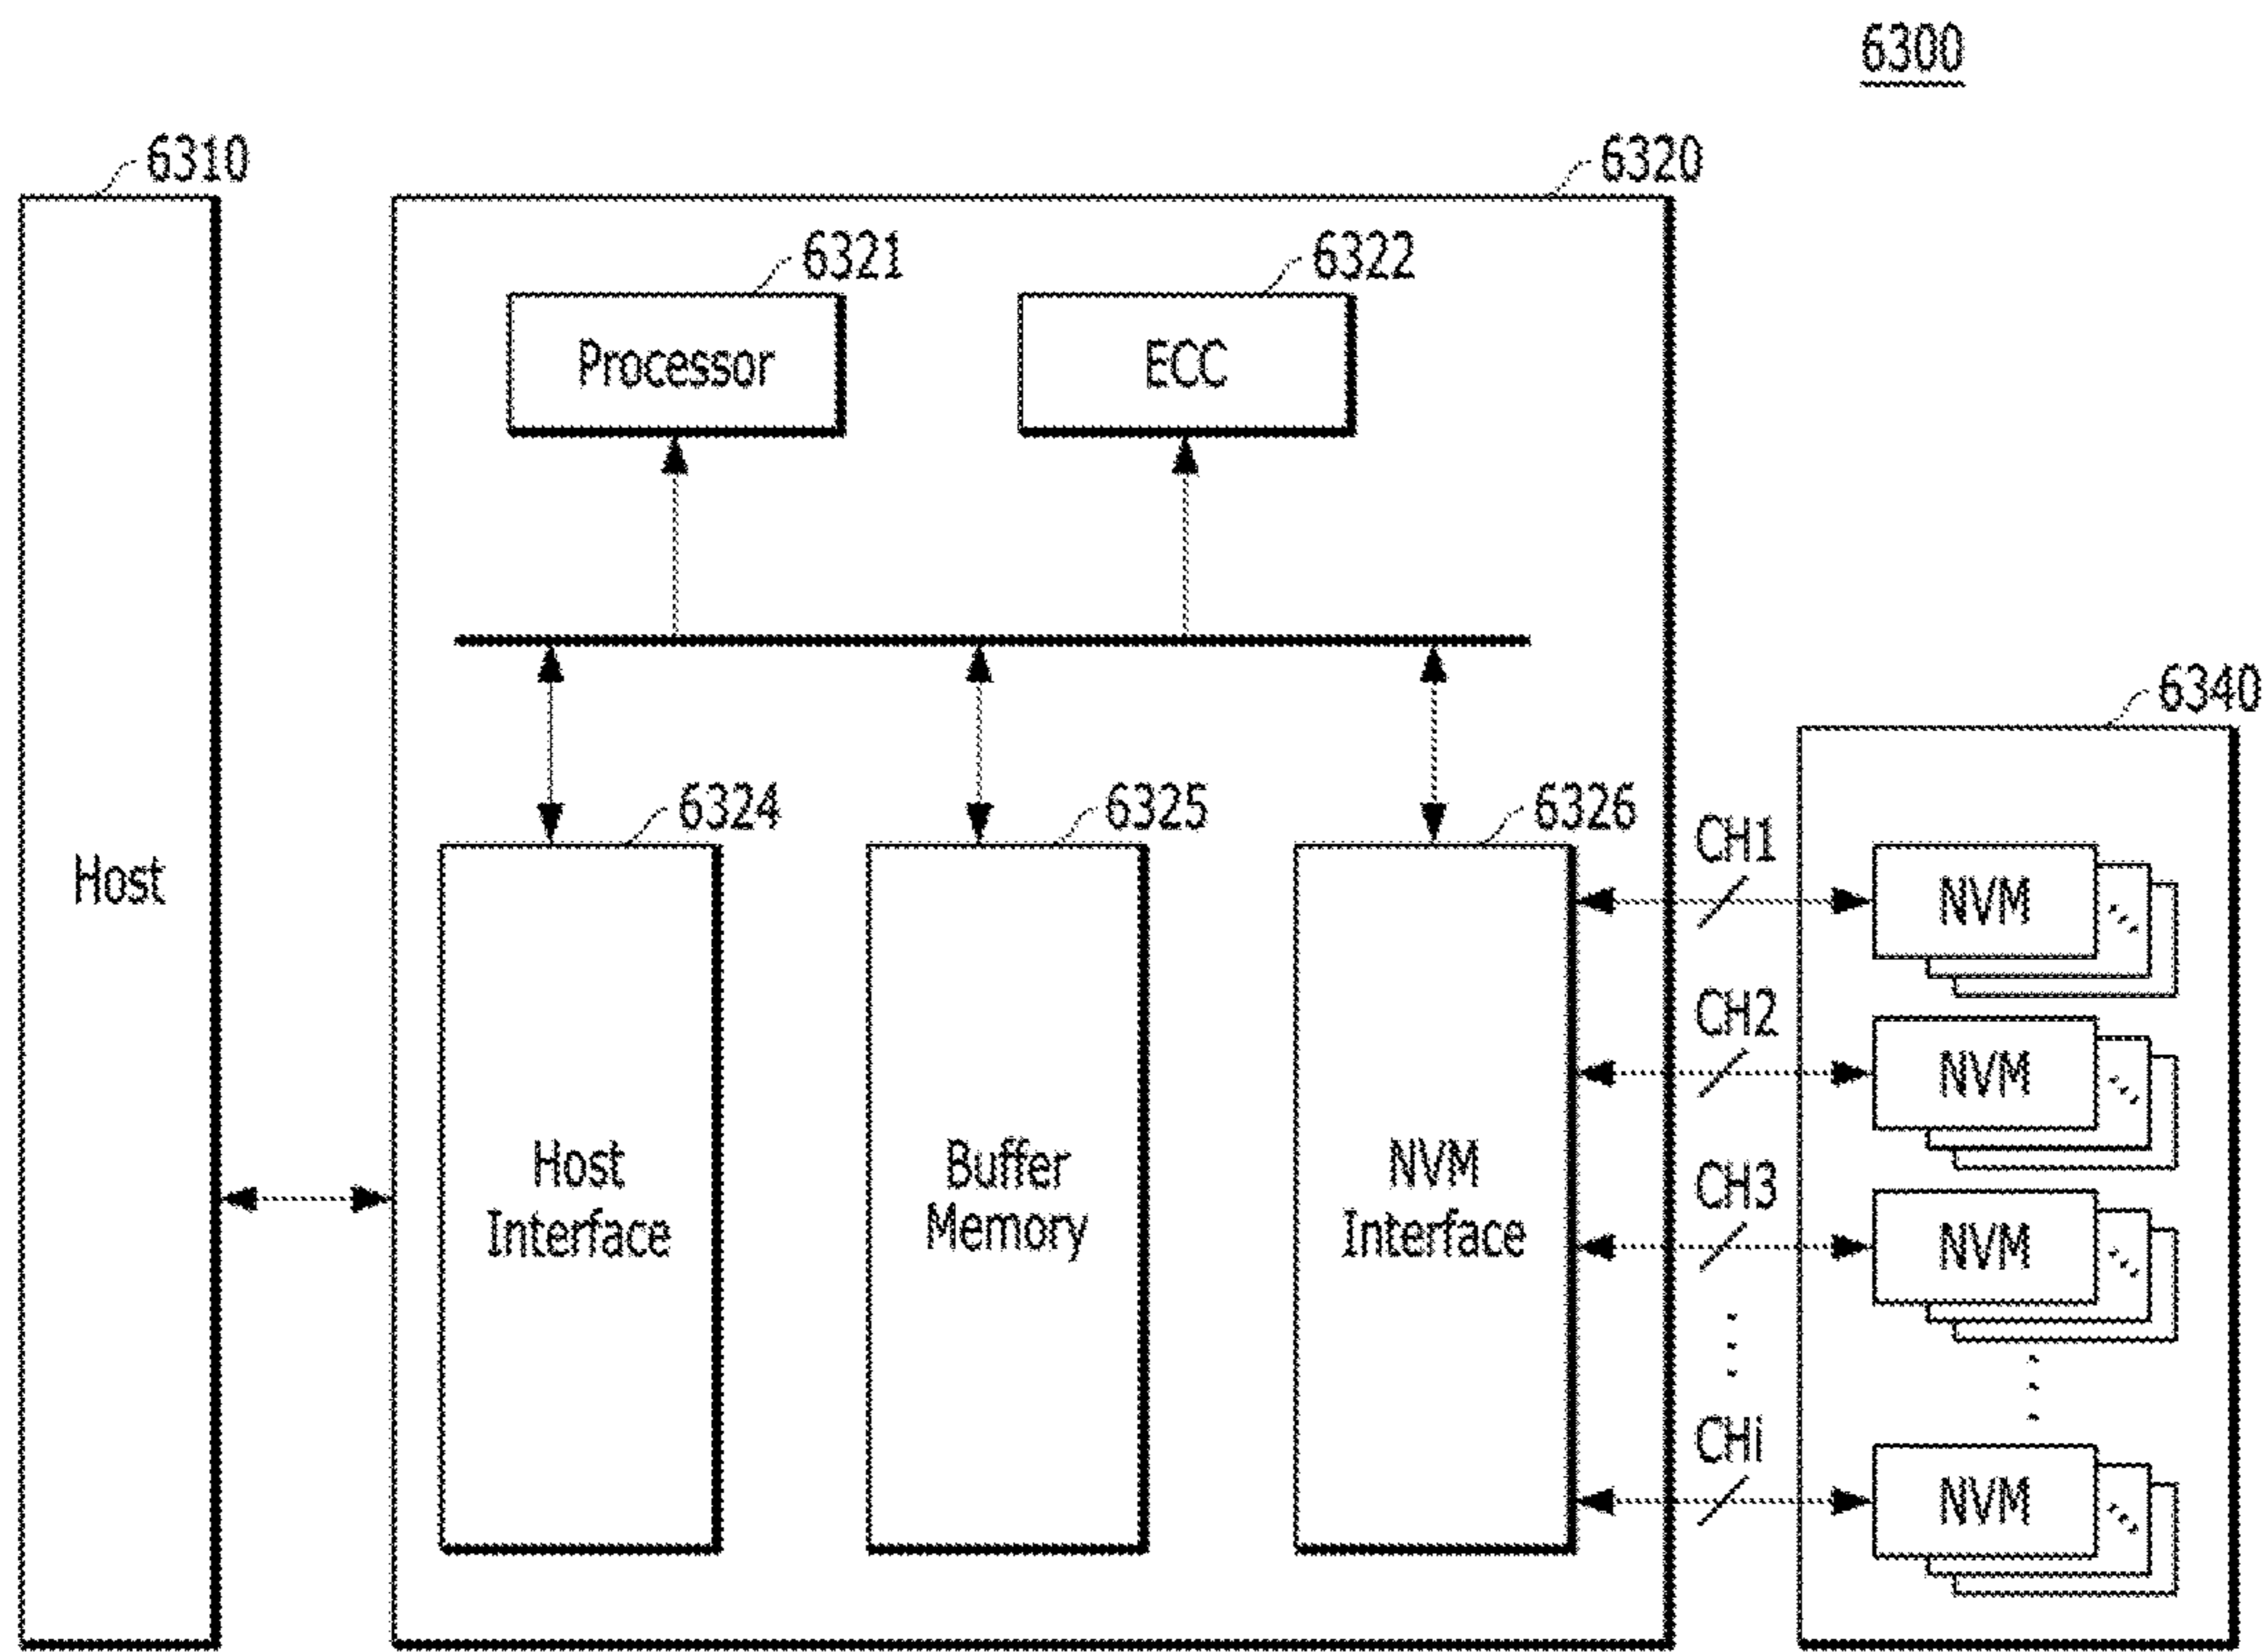 6300
6310
6320
6321
6322
Processor
ECC
6340
6324
6325
6326
CH1
Host
NVM
CH2
NVM
Host
Interface
Buffer
Memory
NVM
Interface
CH3
NVM
CHi
NVM